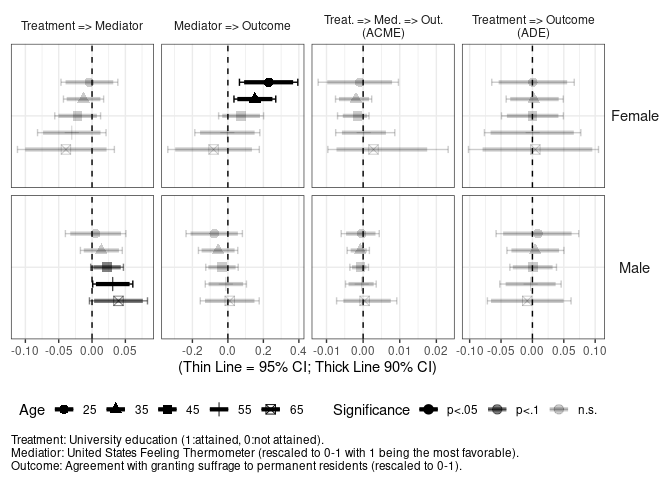 Treatment => Mediator
Mediator => Outcome
Treat. => Med. => Out.
(ACME)
Treatment => Outcome
(ADE)
Female
Male
-0.10 -0.05 0.00 0.05
-0.2 0.0 0.2 0.4
-0.01 0.00 0.01 0.02
-0.10 -0.05 0.00 0.05 0.10
(Thin Line = 95% CI; Thick Line 90% CI)
Age 25 35 45 55 65 Significance p<.05 p<.1 n.s.
Treatment: University education (1:attained, 0:not attained).
Mediatior: United States Feeling Thermometer (rescaled to 0-1 with 1 being the most favorable).
Outcome: Agreement with granting suffrage to permanent residents (rescaled to 0-1).